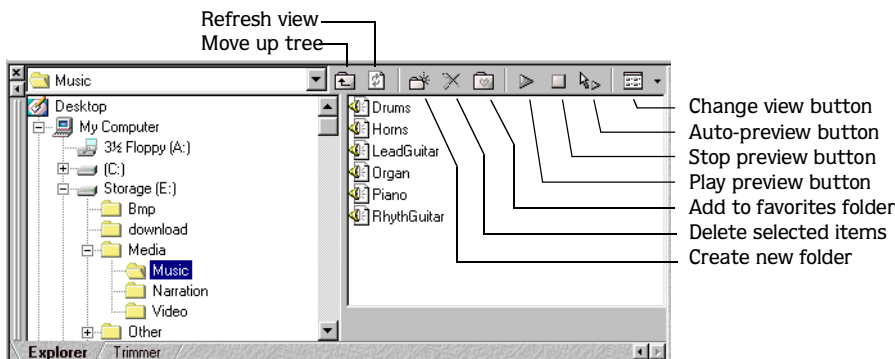 Refresh view
Move up tree
Music
Desktop
My Computer
3½ Floppy (A:)
(C:)
Storage (E:)
Bmp
download
Media
Music
Narration
Video
Other
Explorer
Trimmer
Drums
Horns
LeadGuitar
Organ
Piano
RhythGuitar
Change view button
Auto-preview button
Stop preview button
Play preview button
Add to favorites folder
Delete selected items
Create new folder